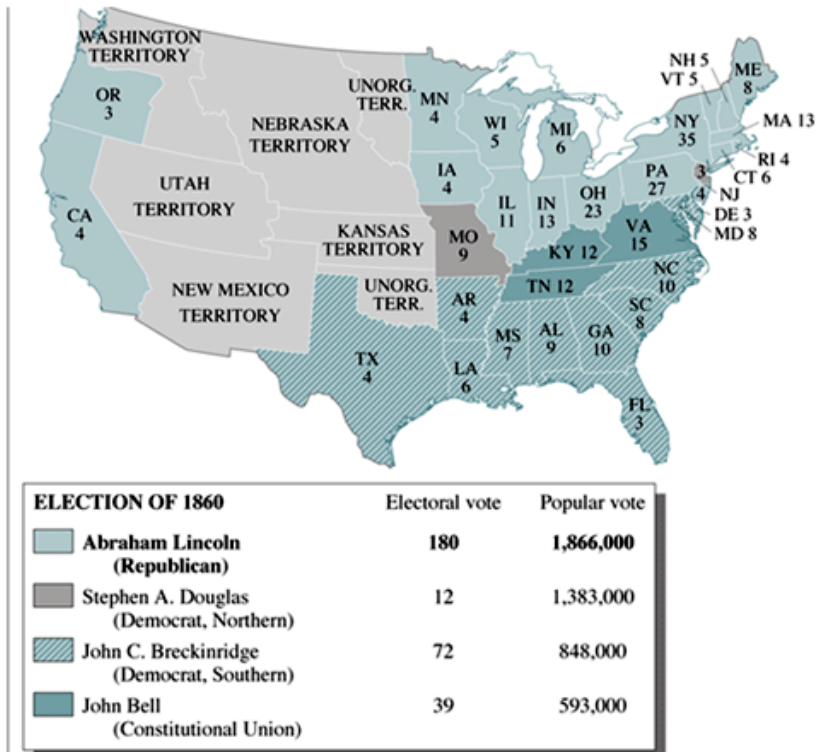 WASHINGTON
TERRITORY
OR
3
CA
4
UTAH
TERRITORY
NEW MEXICO
TERRITORY
NEBRASKA
TERRITORY
UNORG.
TERR.
KANSAS
TERRITORY
UNORG.
TERR.
TX
4
MN
4
IA
4
MO
9
AR
4
LA
6
WI
5
IL
11
MI
6
IN
13
OH
23
KY 12
TN 12
MS
7
AL
9
GA
10
FL
3
SC
8
NC
10
VA
15
PA
27
NY
35
VT 5
NH 5
ME
8
MA 13
RI 4
CT 6
3
4
NJ
DE 3
MD 8
ELECTION OF 1860 Electoral vote Popular vote
Abraham Lincoln 180 1,866,000
(Republican)
Stephen A. Douglas 12 1,383,000
(Democrat, Northern)
John C. Breckinridge 72 848,000
(Democrat, Southern)
John Bell 39 593,000
(Constitutional Union)